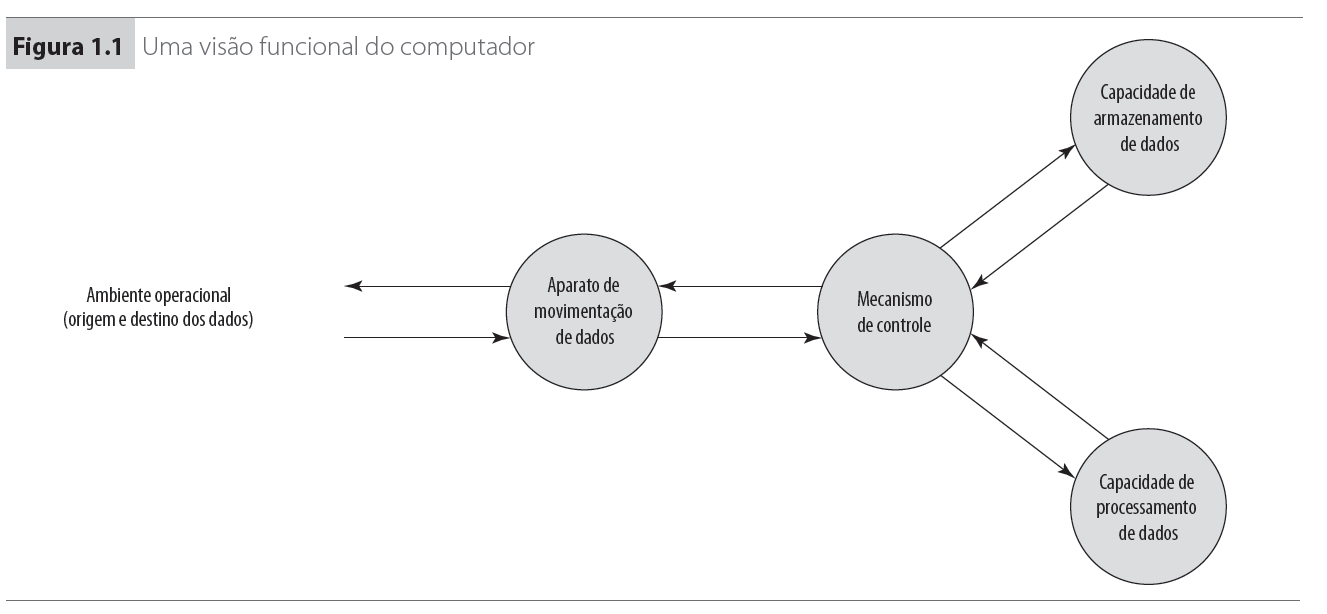 Figura 1.1 Uma visão funcional do computador
Capacidade de
armazenamento
de dados
Ambiente operacional
(origem e destino dos dados)
Aparato de
movimentação
de dados
Mecanismo
de controle
Capacidade de
processamento
de dados